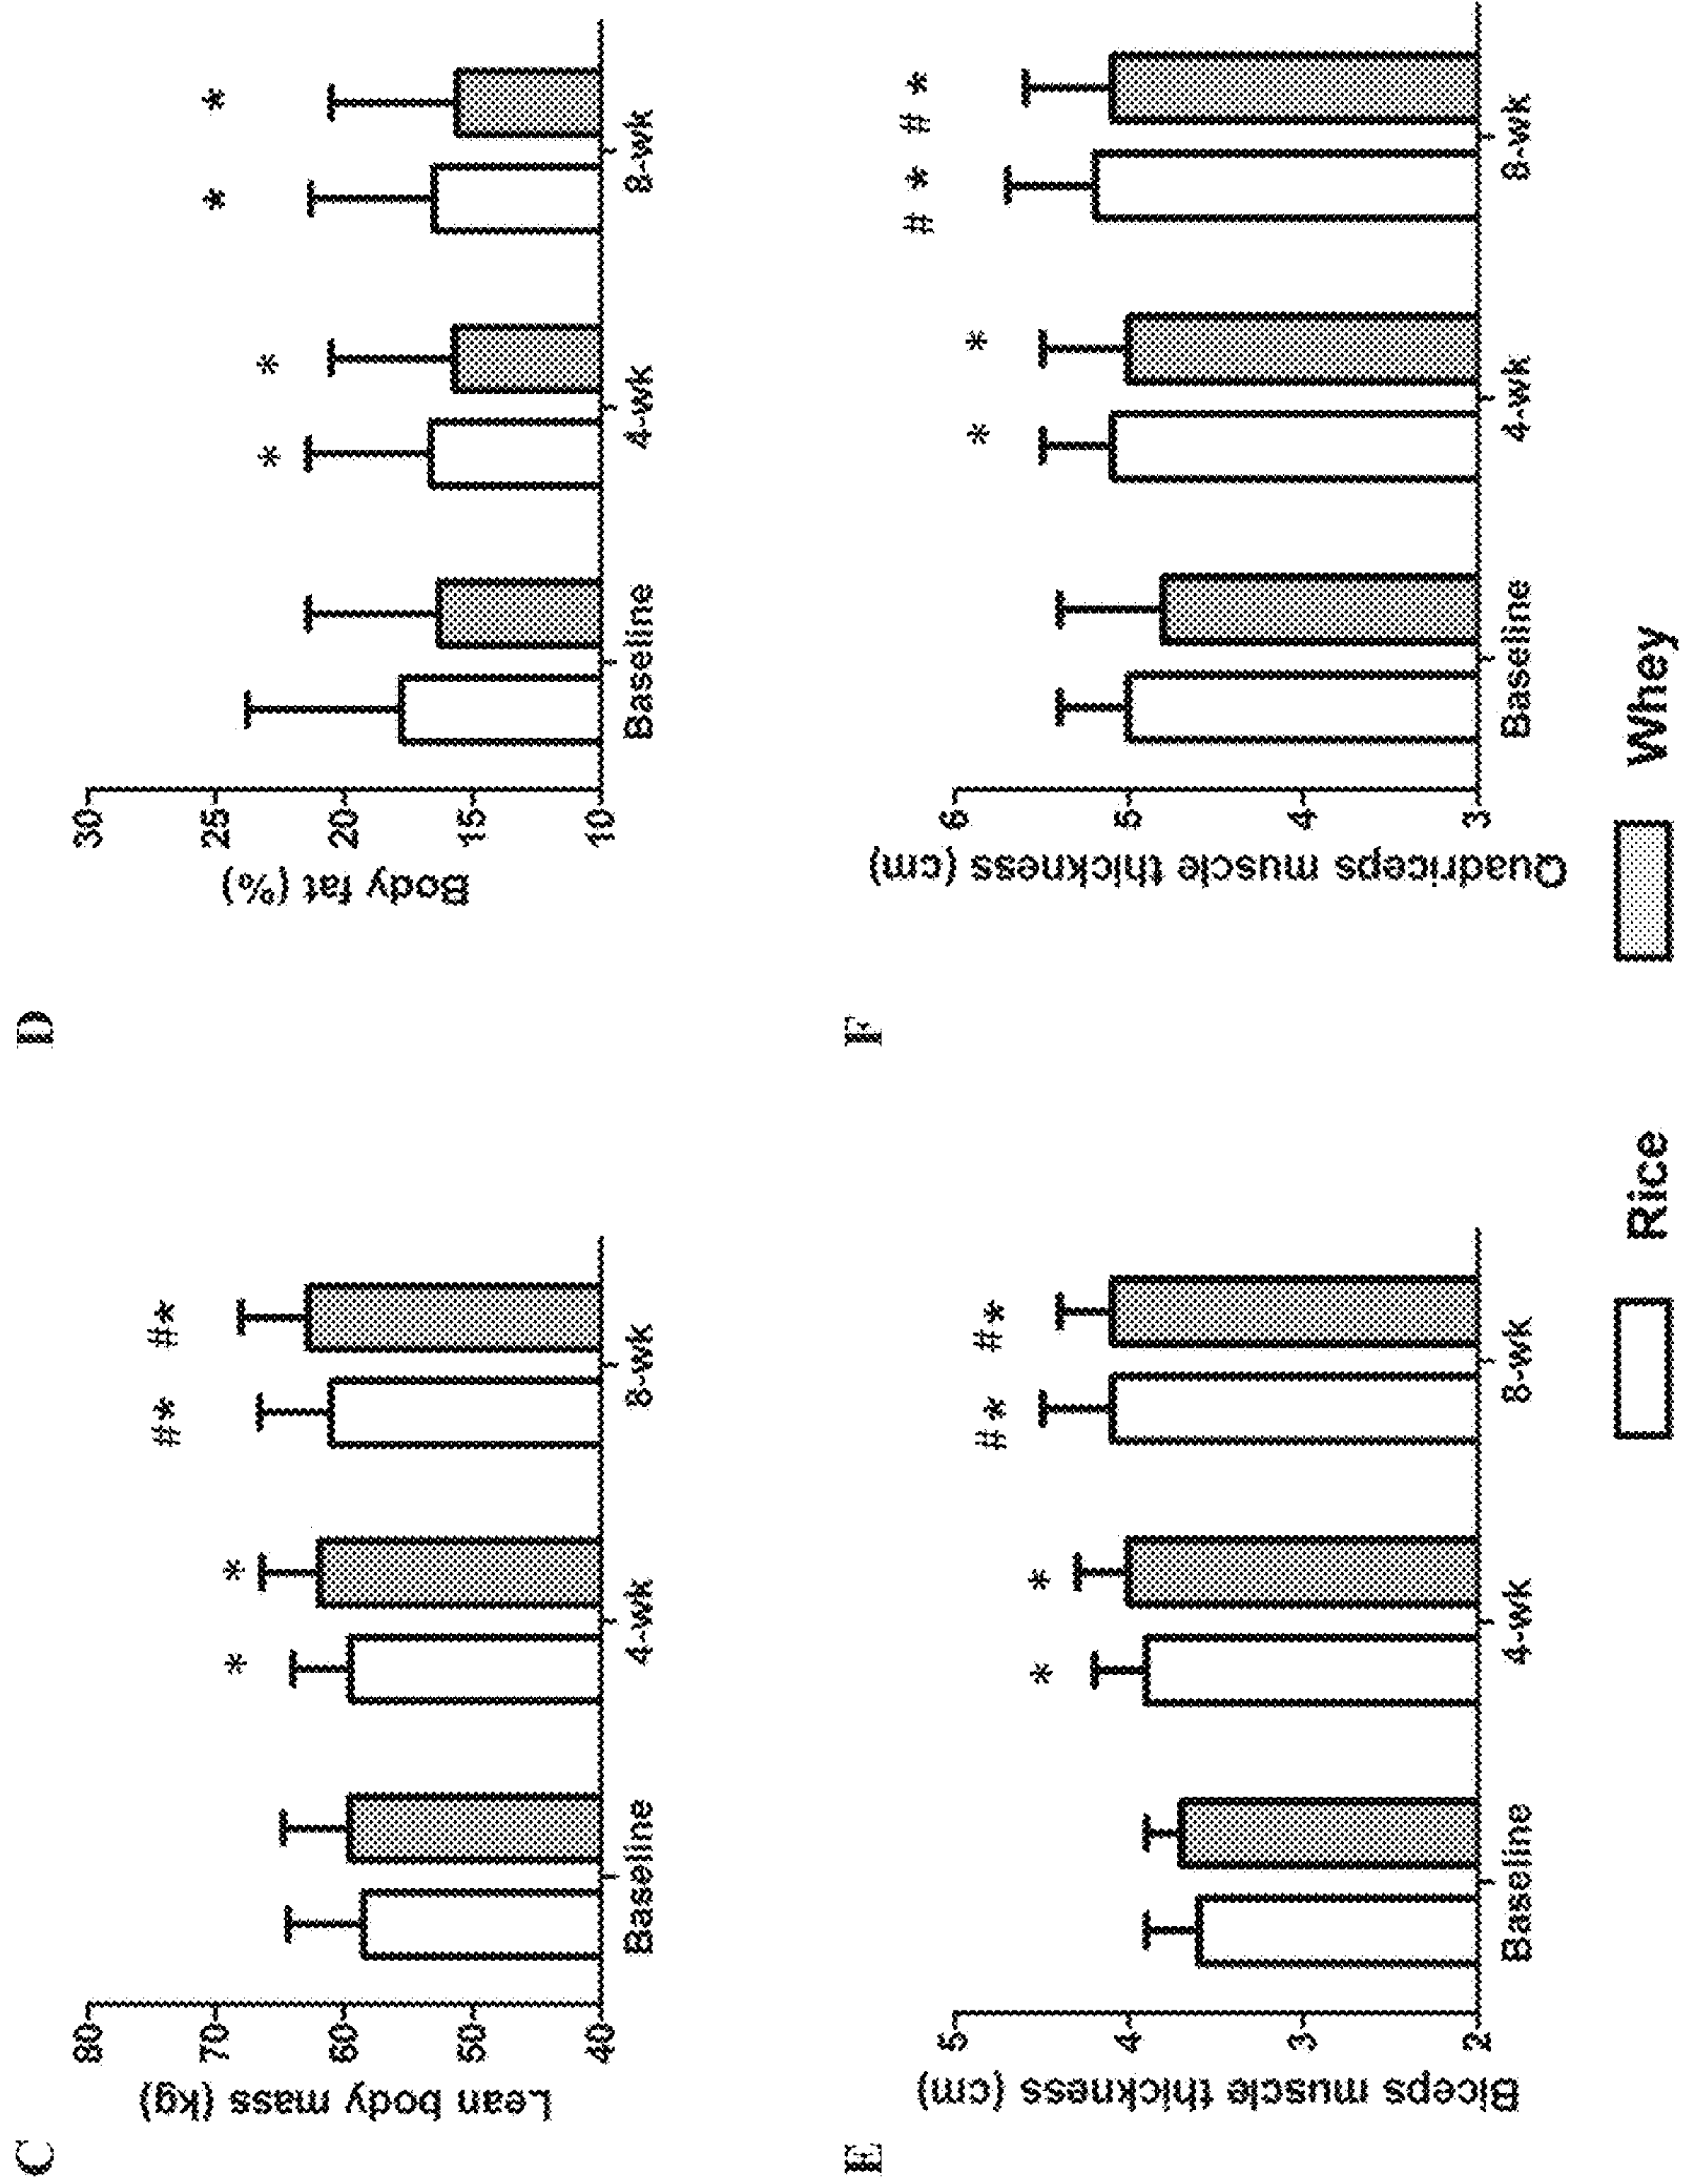 C
Lean body mass (kg)
80
70
60
50
40
* * #* #*
Baseline 4-wk 8-wk
D
Body fat (%)
30
25
20
15
10
* * * *
Baseline 4-wk 8-wk
E
Biceps muscle thickness (cm)
5
4
3
2
* * #* #*
Baseline 4-wk 8-wk
F
Quadriceps muscle thickness (cm)
6
5
4
3
* * # * # *
Baseline 4-wk 8-wk
Rice Whey